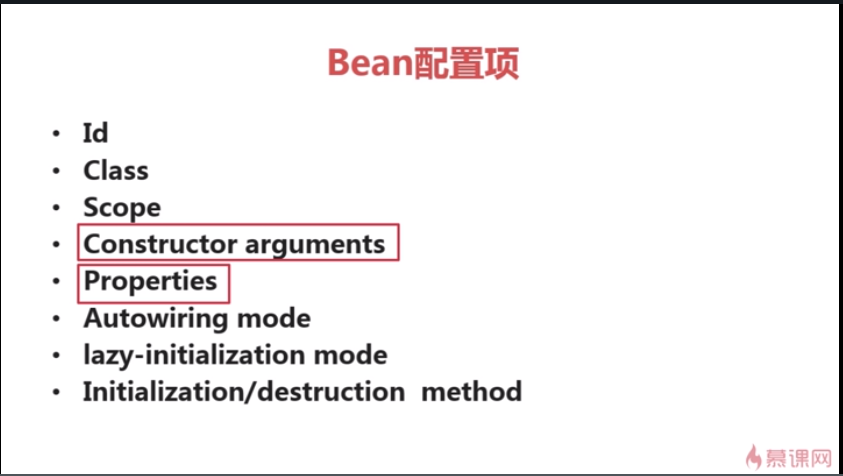 Bean配置项
• Id
• Class
• Scope
• Constructor arguments
• Properties
• Autowiring mode
• lazy-initialization mode
• Initialization/destruction method
慕课网